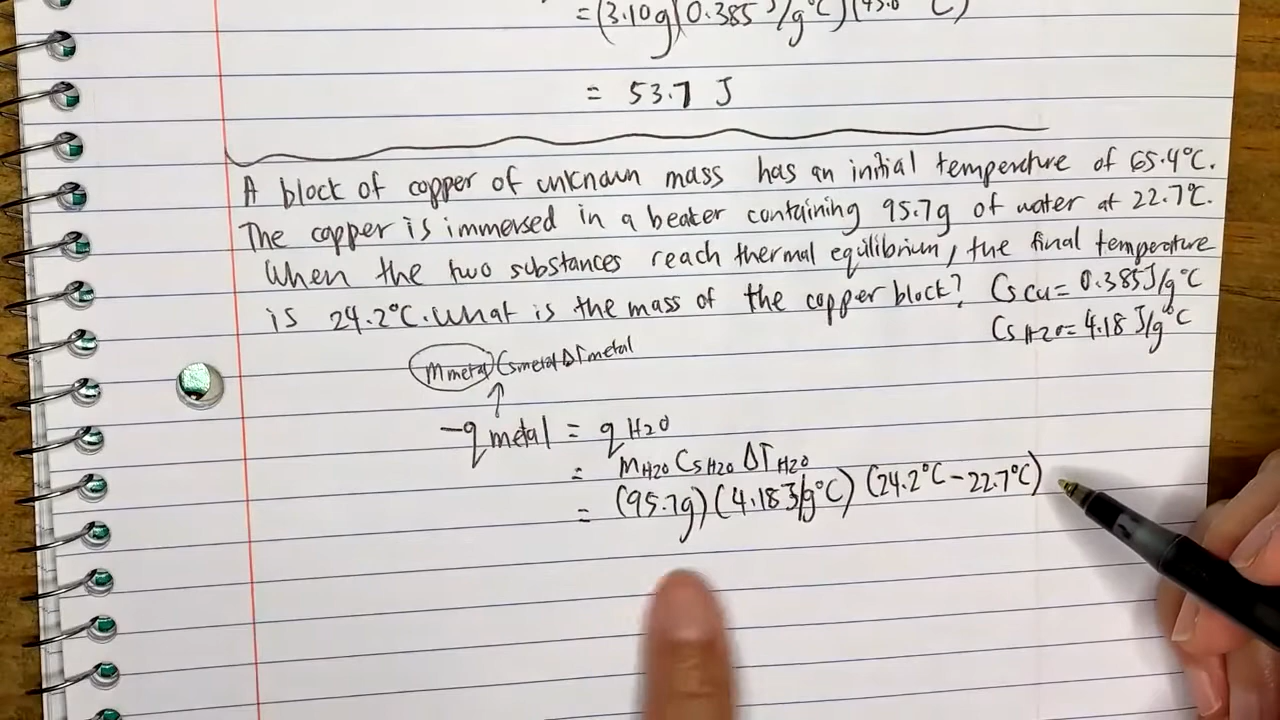 = (3.10g)(0.385 J/g°C)(45.0 °C)
= 53.7 J
A block of copper of unknown mass has an initial temperature of 65.4°C.
The copper is immersed in a beaker containing 95.7g of water at 22.7°C.
When the two substances reach thermal equilibrium, the final temperature
is 24.2°C. What is the mass of the copper block? Cs Cu = 0.385 J/g°C
Cs H2O = 4.18 J/g°C
mmetal Csmetal ΔTmetal
↑
-q metal = q H2O
= mH2O CsH2O ΔTH2O
= (95.7g)(4.18J/g°C)(24.2°C-22.7°C)